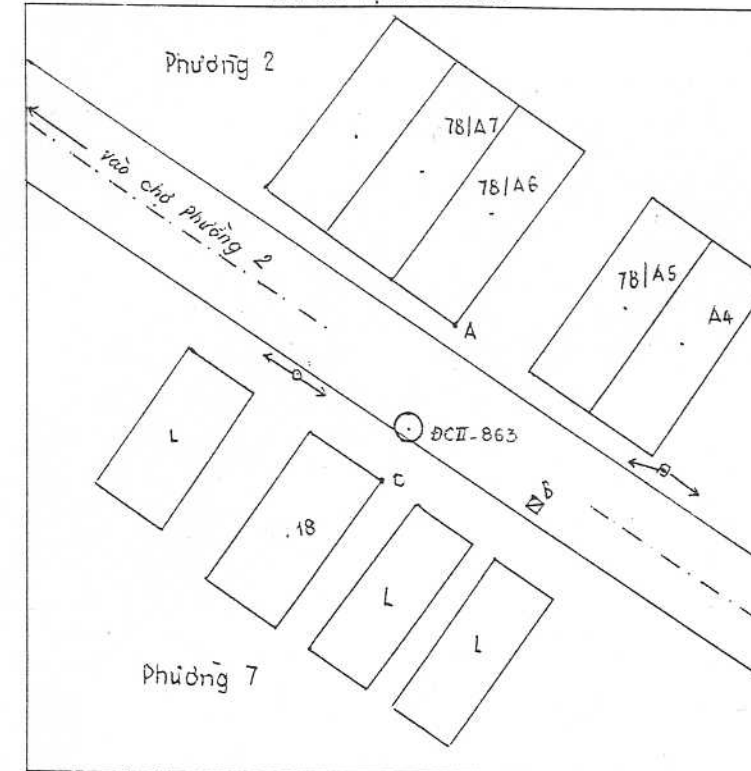 Phường 2
78/A7
78/A6
vào chợ phường 2
78/A5
A4
A
ĐCII-863
B
L
C
18
L
L
Phường 7